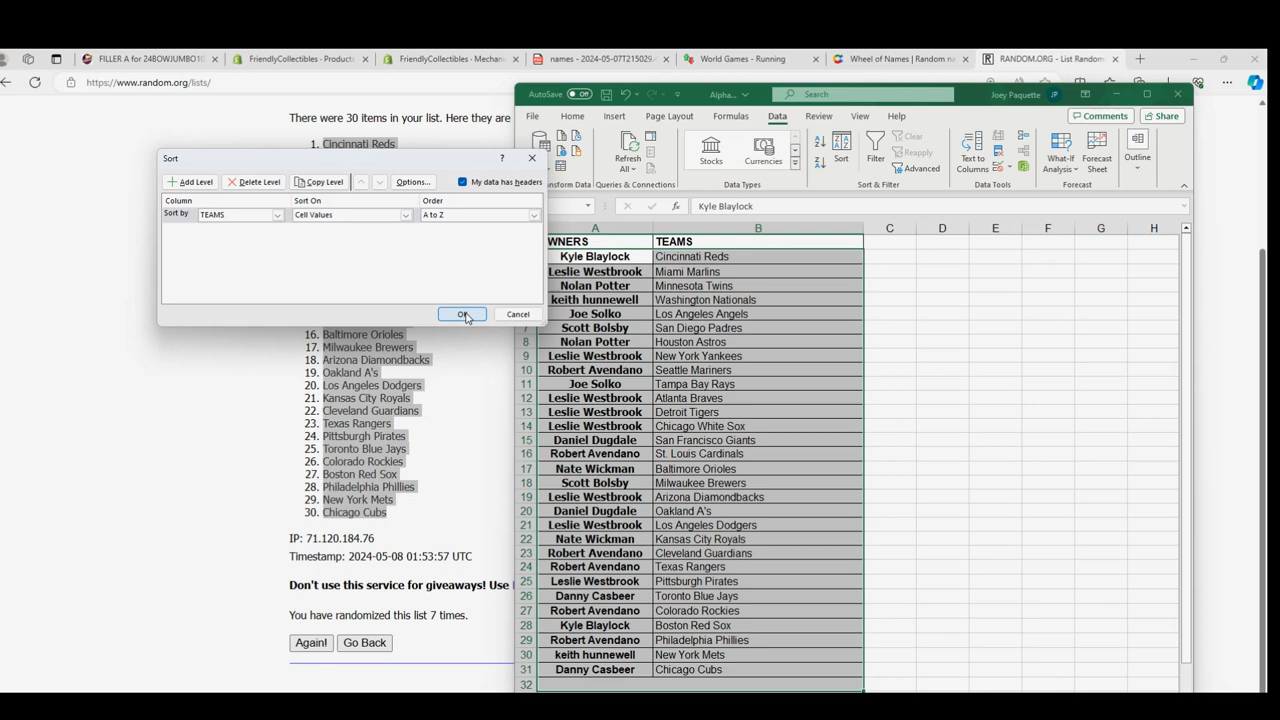 FILLER A for 24BOWJUMBO10
FriendlyCollectibles - Products
FriendlyCollectibles - Mechan
names - 2024-05-07T215029.
World Games - Running
Wheel of Names | Random na
RANDOM.ORG - List Random
https://www.random.org/lists/
There were 30 items in your list. Here they are
1. Cincinnati Reds
Sort
Add Level
Delete Level
Copy Level
Options...
My data has headers
Column
Sort On
Order
Sort by
TEAMS
Cell Values
A to Z
OK
Cancel
16. Baltimore Orioles
17. Milwaukee Brewers
18. Arizona Diamondbacks
19. Oakland A's
20. Los Angeles Dodgers
21. Kansas City Royals
22. Cleveland Guardians
23. Texas Rangers
24. Pittsburgh Pirates
25. Toronto Blue Jays
26. Colorado Rockies
27. Boston Red Sox
28. Philadelphia Phillies
29. New York Mets
30. Chicago Cubs
IP: 71.120.184.76
Timestamp: 2024-05-08 01:53:57 UTC
Don't use this service for giveaways! Use
You have randomized this list 7 times.
Again!
Go Back
AutoSave Off
Alpha...
Search
Joey Paquette JP
File Home Insert Page Layout Formulas Data Review View Help
Comments
Share
Refresh All
Stocks
Currencies
Sort
Filter
Clear
Reapply
Advanced
Text to Columns
What-If Analysis
Forecast Sheet
Outline
ransform Data
Queries & Connections
Data Types
Sort & Filter
Data Tools
Forecast
Kyle Blaylock
A B C D E F G H
WNERS TEAMS
Kyle Blaylock Cincinnati Reds
Leslie Westbrook Miami Marlins
Nolan Potter Minnesota Twins
keith hunnewell Washington Nationals
Joe Solko Los Angeles Angels
7 Scott Bolsby San Diego Padres
8 Nolan Potter Houston Astros
9 Leslie Westbrook New York Yankees
10 Robert Avendano Seattle Mariners
11 Joe Solko Tampa Bay Rays
12 Leslie Westbrook Atlanta Braves
13 Leslie Westbrook Detroit Tigers
14 Leslie Westbrook Chicago White Sox
15 Daniel Dugdale San Francisco Giants
16 Robert Avendano St. Louis Cardinals
17 Nate Wickman Baltimore Orioles
18 Scott Bolsby Milwaukee Brewers
19 Leslie Westbrook Arizona Diamondbacks
20 Daniel Dugdale Oakland A's
21 Leslie Westbrook Los Angeles Dodgers
22 Nate Wickman Kansas City Royals
23 Robert Avendano Cleveland Guardians
24 Robert Avendano Texas Rangers
25 Leslie Westbrook Pittsburgh Pirates
26 Danny Casbeer Toronto Blue Jays
27 Robert Avendano Colorado Rockies
28 Kyle Blaylock Boston Red Sox
29 Robert Avendano Philadelphia Phillies
30 keith hunnewell New York Mets
31 Danny Casbeer Chicago Cubs
32